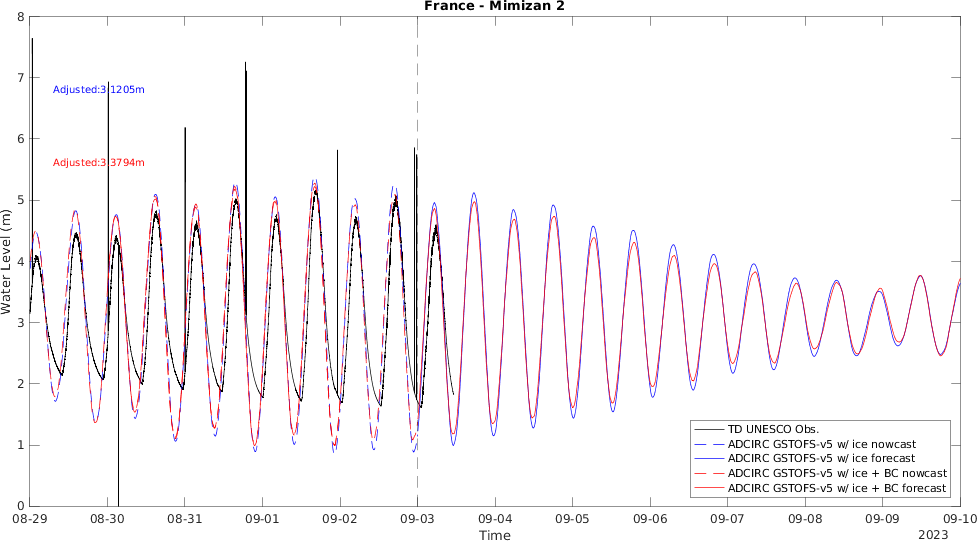 France - Mimizan 2
8
7
6
5
4
3
2
1
0
Water Level (m)
Adjusted:3.1205m
Adjusted:3.3794m
TD UNESCO Obs.
ADCIRC GSTOFS-v5 w/ ice nowcast
ADCIRC GSTOFS-v5 w/ ice forecast
ADCIRC GSTOFS-v5 w/ ice + BC nowcast
ADCIRC GSTOFS-v5 w/ ice + BC forecast
08-29 08-30 08-31 09-01 09-02 09-03 09-04 09-05 09-06 09-07 09-08 09-09 09-10
Time
2023